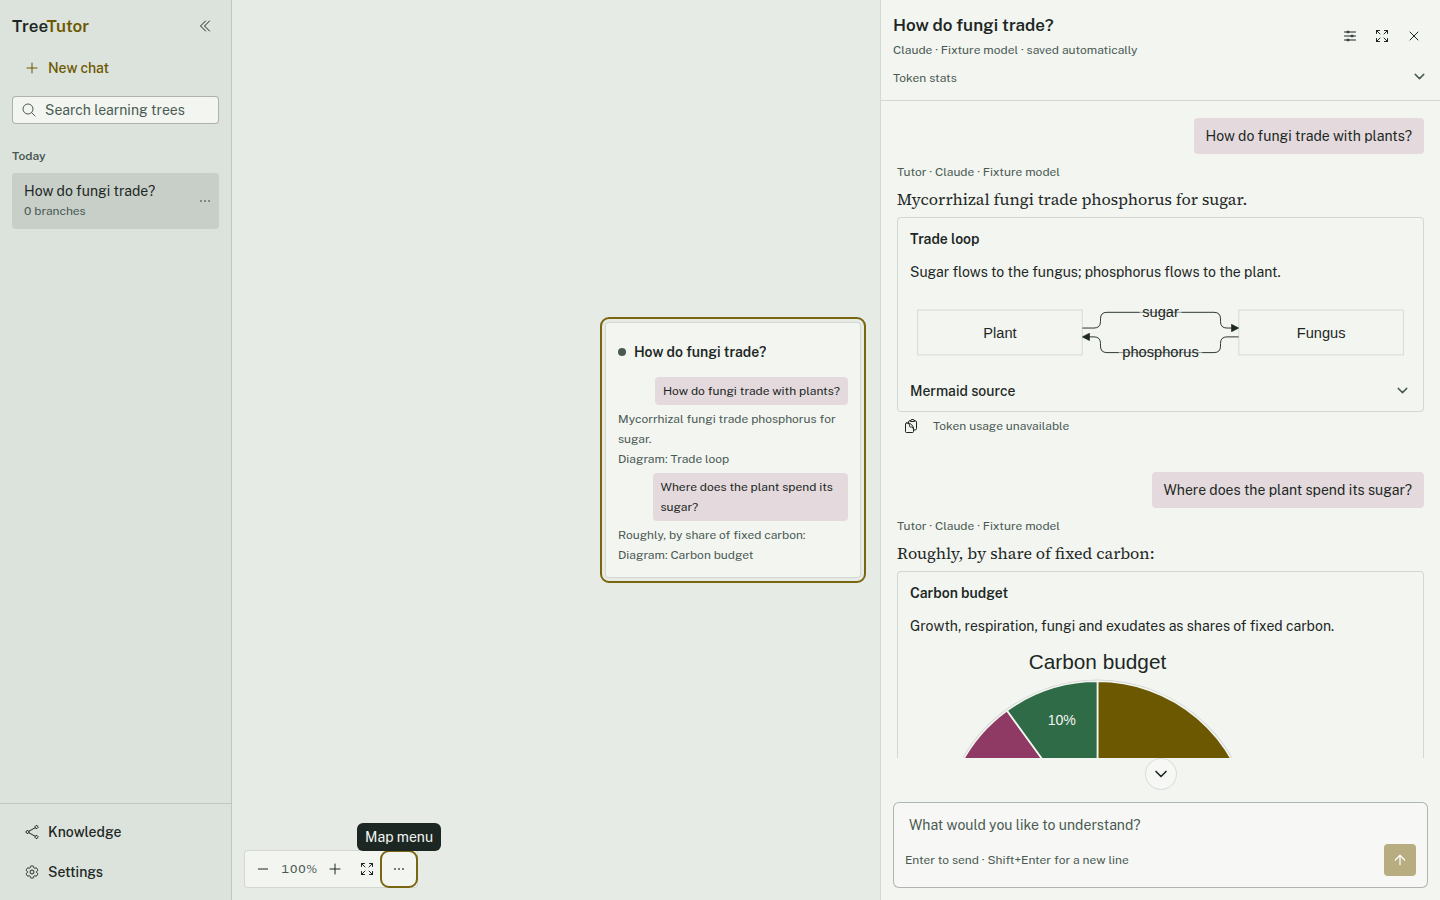 TreeTutor
New chat
Search learning trees
Today
How do fungi trade?
0 branches
Knowledge
Settings
How do fungi trade?
How do fungi trade with plants?
Mycorrhizal fungi trade phosphorus for
sugar.
Diagram: Trade loop
Where does the plant spend its
sugar?
Roughly, by share of fixed carbon:
Diagram: Carbon budget
Map menu
100%
How do fungi trade?
Claude · Fixture model · saved automatically
Token stats
How do fungi trade with plants?
Tutor · Claude · Fixture model
Mycorrhizal fungi trade phosphorus for sugar.
Trade loop
Sugar flows to the fungus; phosphorus flows to the plant.
sugar
Plant
Fungus
phosphorus
Mermaid source
Token usage unavailable
Where does the plant spend its sugar?
Tutor · Claude · Fixture model
Roughly, by share of fixed carbon:
Carbon budget
Growth, respiration, fungi and exudates as shares of fixed carbon.
Carbon budget
10%
What would you like to understand?
Enter to send · Shift+Enter for a new line